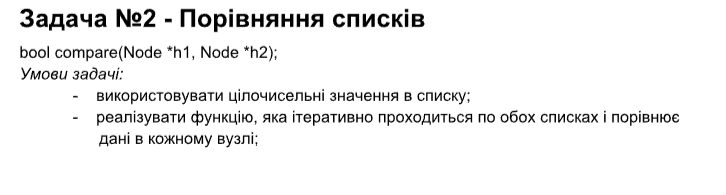 Задача №2 - Порівняння списків
bool compare(Node *h1, Node *h2);
Умови задачі:
- використовувати цілочисельні значення в списку;
- реалізувати функцію, яка ітеративно проходиться по обох списках і порівнює
дані в кожному вузлі;